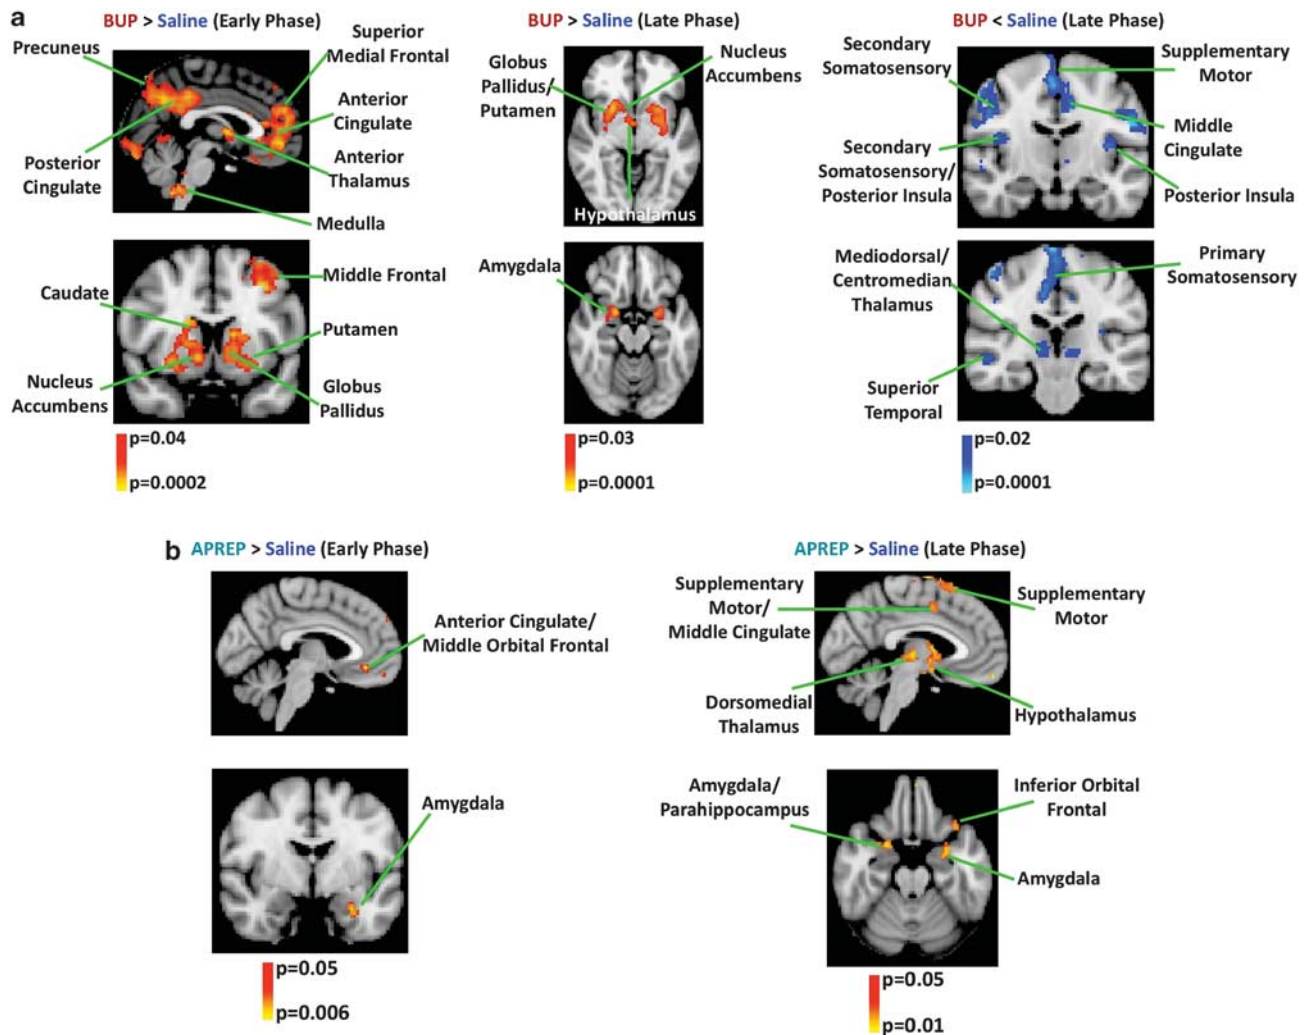 a
BUP > Saline (Early Phase)
Precuneus
Superior
Medial Frontal
Anterior
Cingulate
Anterior
Thalamus
Posterior
Cingulate
Medulla
Middle Frontal
Caudate
Putamen
Nucleus
Accumbens
Globus
Pallidus
p=0.04
p=0.0002
BUP > Saline (Late Phase)
Globus
Pallidus/
Putamen
Nucleus
Accumbens
Hypothalamus
Amygdala
p=0.03
p=0.0001
BUP < Saline (Late Phase)
Secondary
Somatosensory
Supplementary
Motor
Middle
Cingulate
Secondary
Somatosensory/
Posterior Insula
Posterior Insula
Mediodorsal/
Centromedian
Thalamus
Primary
Somatosensory
Superior
Temporal
p=0.02
p=0.0001
b
APREP > Saline (Early Phase)
Anterior Cingulate/
Middle Orbital Frontal
Amygdala
p=0.05
p=0.006
APREP > Saline (Late Phase)
Supplementary
Motor/
Middle Cingulate
Supplementary
Motor
Dorsomedial
Thalamus
Hypothalamus
Amygdala/
Parahippocampus
Inferior Orbital
Frontal
Amygdala
p=0.05
p=0.01